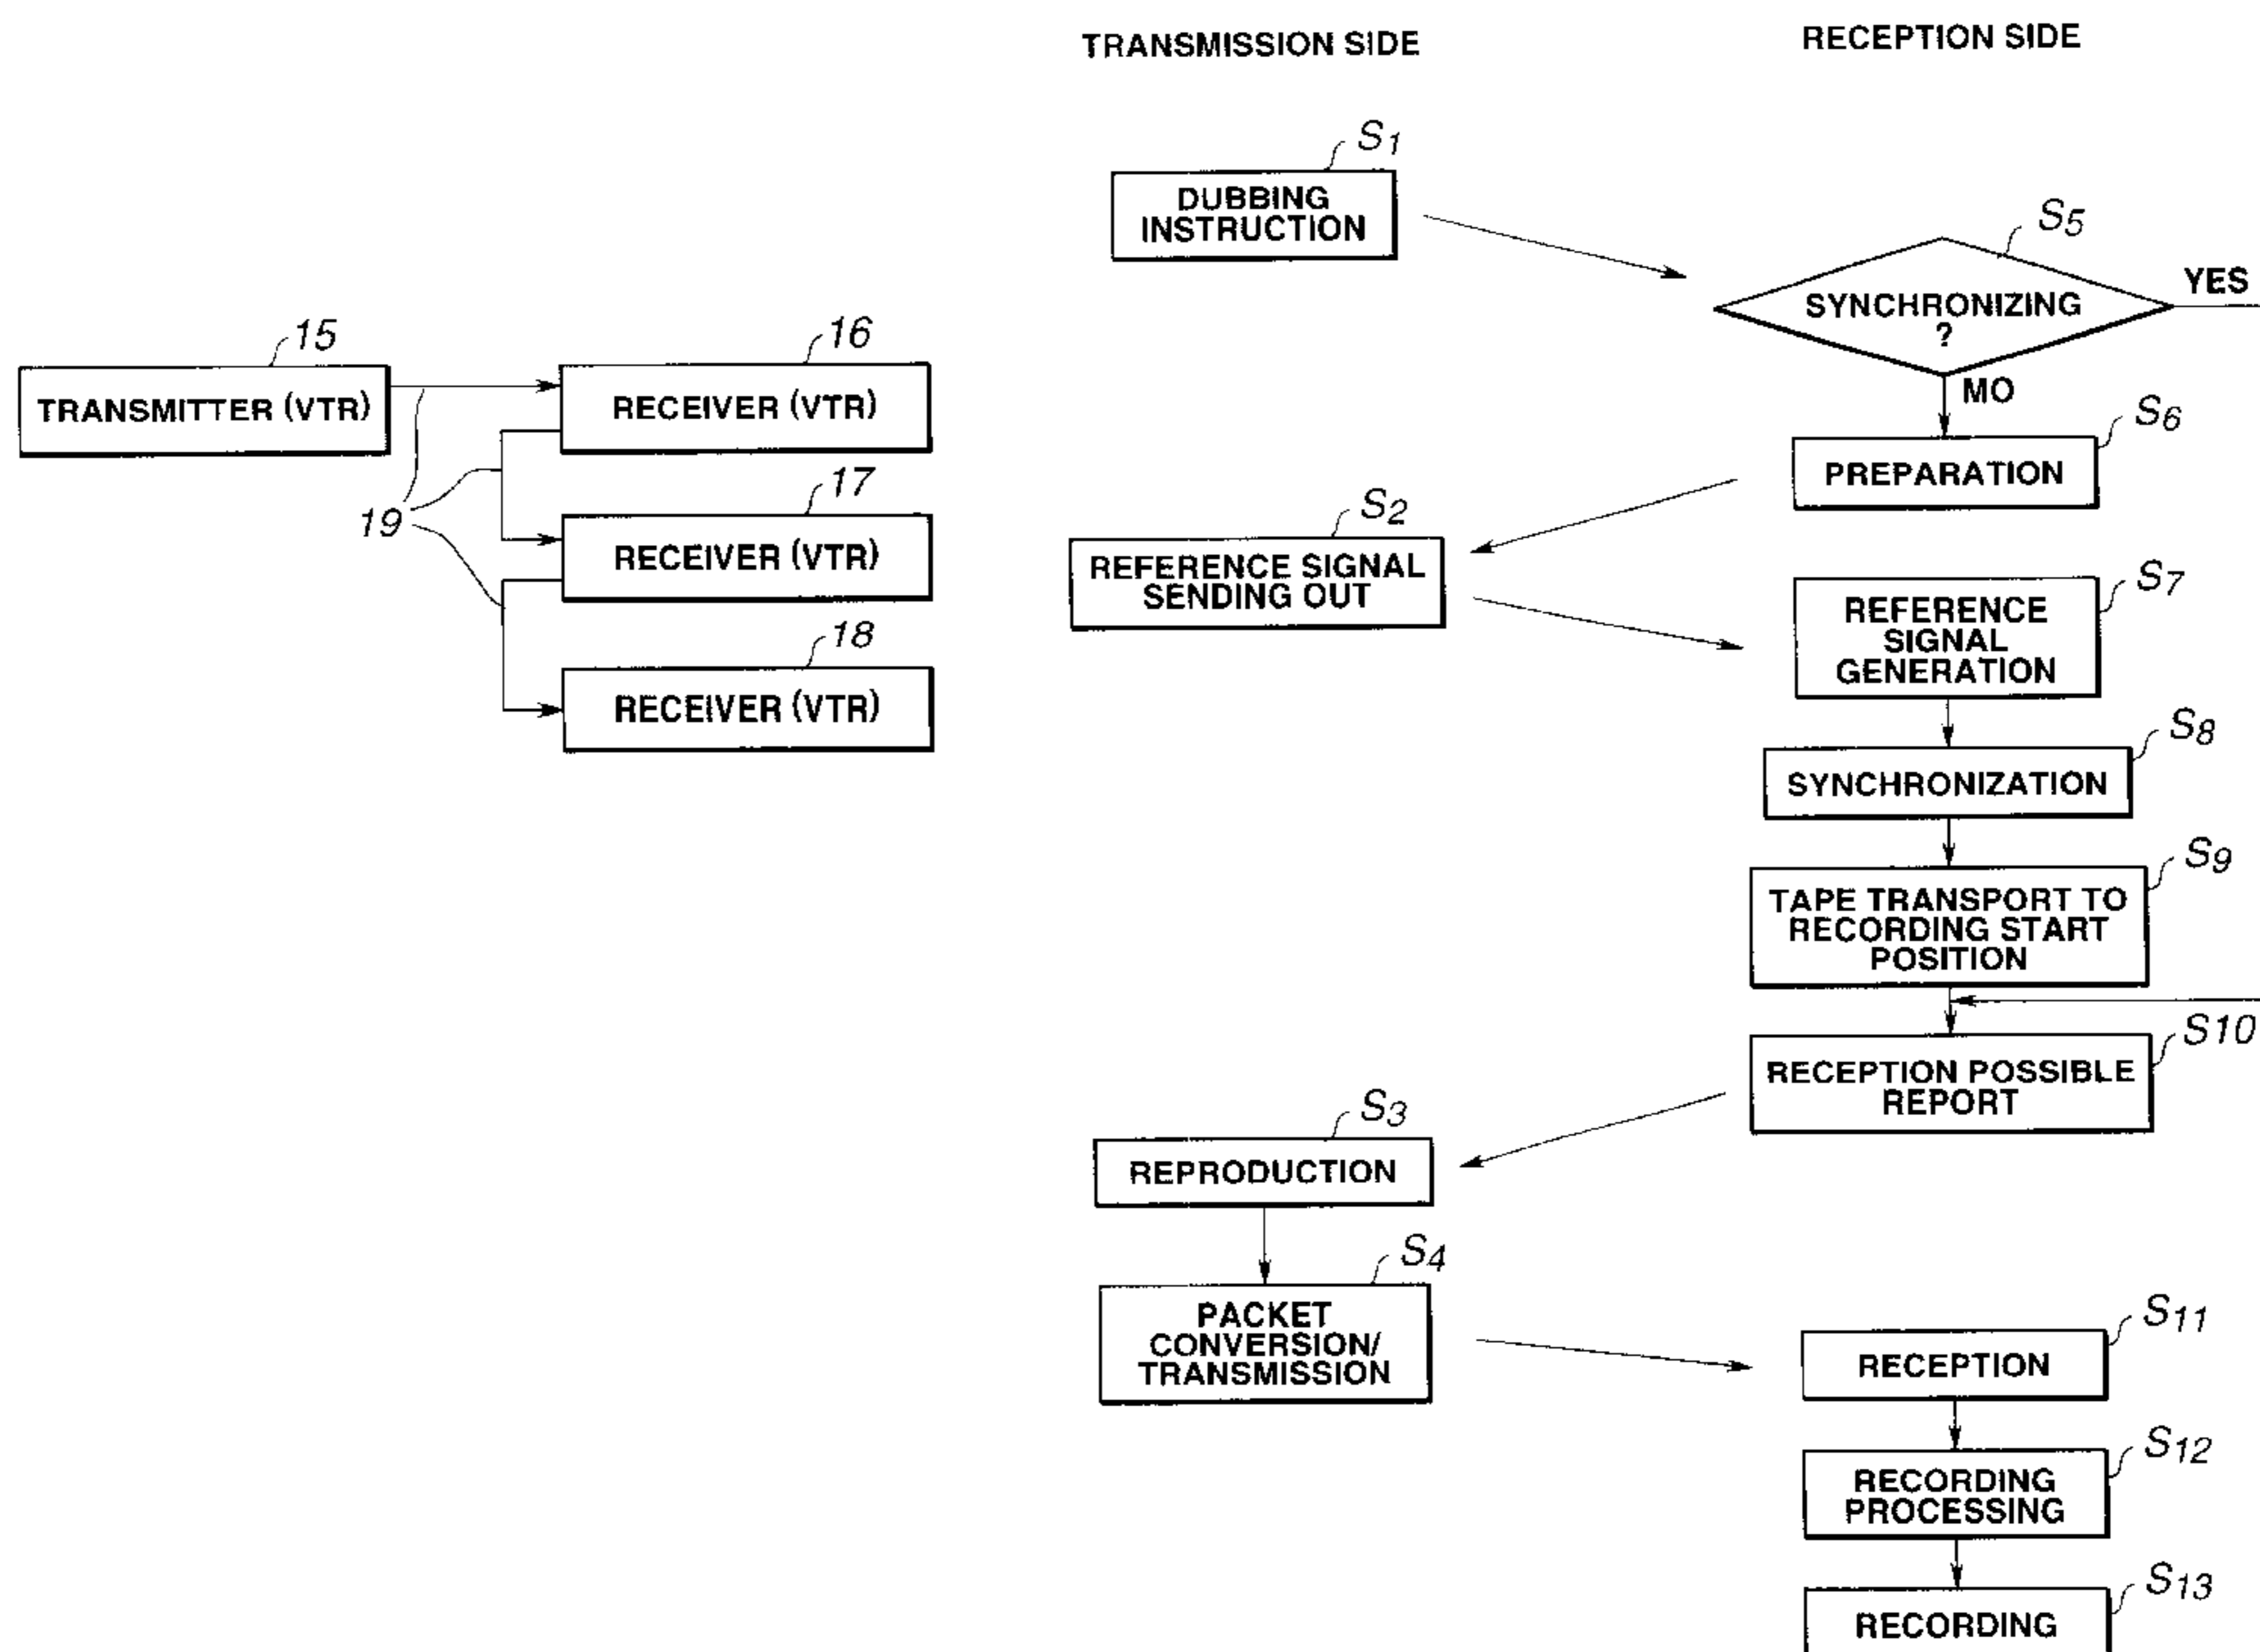 TRANSMISSION SIDE
RECEPTION SIDE
15
TRANSMITTER (VTR)
16
RECEIVER (VTR)
17
RECEIVER (VTR)
18
RECEIVER (VTR)
19
S1
DUBBING
INSTRUCTION
S5
SYNCHRONIZING
?
YES
MO
S6
PREPARATION
S2
REFERENCE SIGNAL
SENDING OUT
S7
REFERENCE
SIGNAL
GENERATION
S8
SYNCHRONIZATION
S9
TAPE TRANSPORT TO
RECORDING START
POSITION
S10
RECEPTION POSSIBLE
REPORT
S3
REPRODUCTION
S4
PACKET
CONVERSION/
TRANSMISSION
S11
RECEPTION
S12
RECORDING
PROCESSING
S13
RECORDING